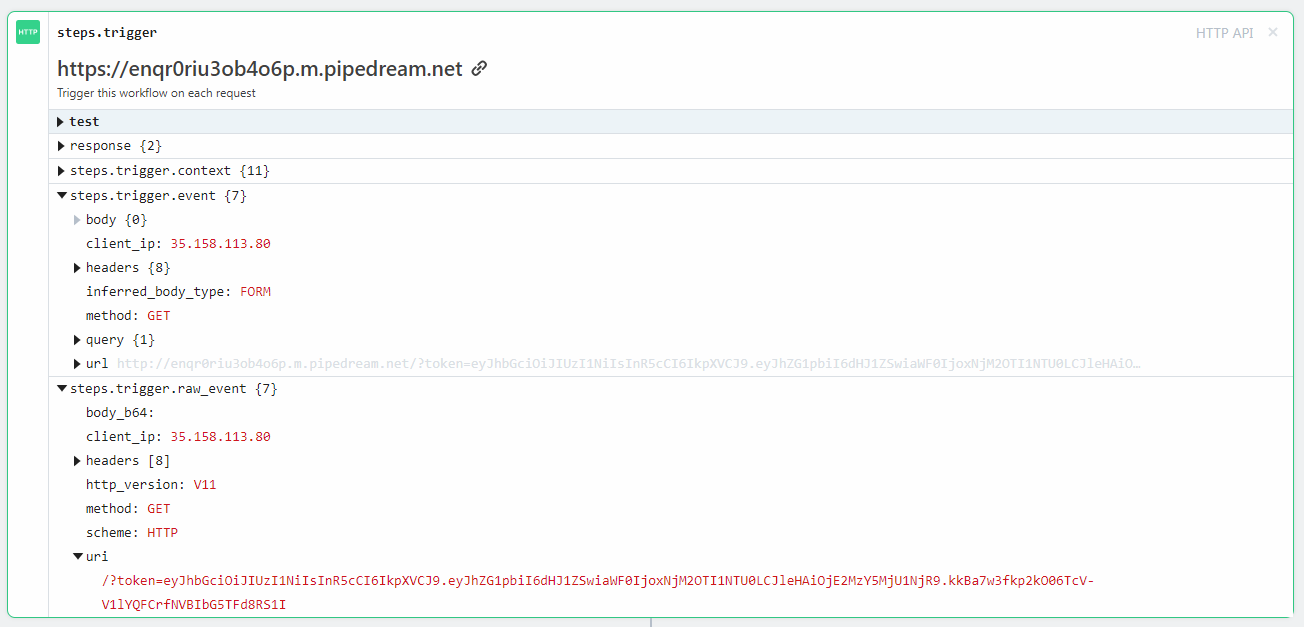 HTTP
steps.trigger
HTTP API
https://enqr0riu3ob4o6p.m.pipedream.net
Trigger this workflow on each request
test
response {2}
steps.trigger.context {11}
steps.trigger.event {7}
body {0}
client_ip: 35.158.113.80
headers {8}
inferred_body_type: FORM
method: GET
query {1}
url http://enqr0riu3ob4o6p.m.pipedream.net/?token=eyJhbGciOiJIUzI1NiIsInR5cCI6IkpXVCJ9.eyJhZG1pbiI6dHJ1ZSwiaWF0IjoxNjM2OTI1NTU0LCJleHAiO…
steps.trigger.raw_event {7}
body_b64:
client_ip: 35.158.113.80
headers [8]
http_version: V11
method: GET
scheme: HTTP
uri
/?token=eyJhbGciOiJIUzI1NiIsInR5cCI6IkpXVCJ9.eyJhZG1pbiI6dHJ1ZSwiaWF0IjoxNjM2OTI1NTU0LCJleHAiOjE2MzY5MjU1NjR9.kkBa7w3fkp2kO06TcV-
V1lYQFCrfNVBIbG5TFd8RS1I